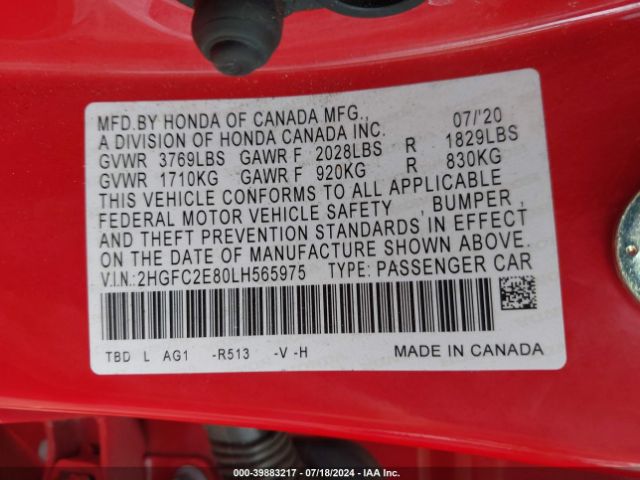 MFD.BY HONDA OF CANADA MFG., 07/'20
A DIVISION OF HONDA CANADA INC.
GVWR 3769LBS GAWR F 2028LBS R 1829LBS
GVWR 1710KG GAWR F 920KG R 830KG
THIS VEHICLE CONFORMS TO ALL APPLICABLE
FEDERAL MOTOR VEHICLE SAFETY , BUMPER ,
AND THEFT PREVENTION STANDARDS IN EFFECT
ON THE DATE OF MANUFACTURE SHOWN ABOVE.
V.I.N.:2HGFC2E80LH565975 TYPE: PASSENGER CAR
TBD L AG1 -R513 -V -H MADE IN CANADA
000-39883217 - 07/18/2024 - IAA Inc.